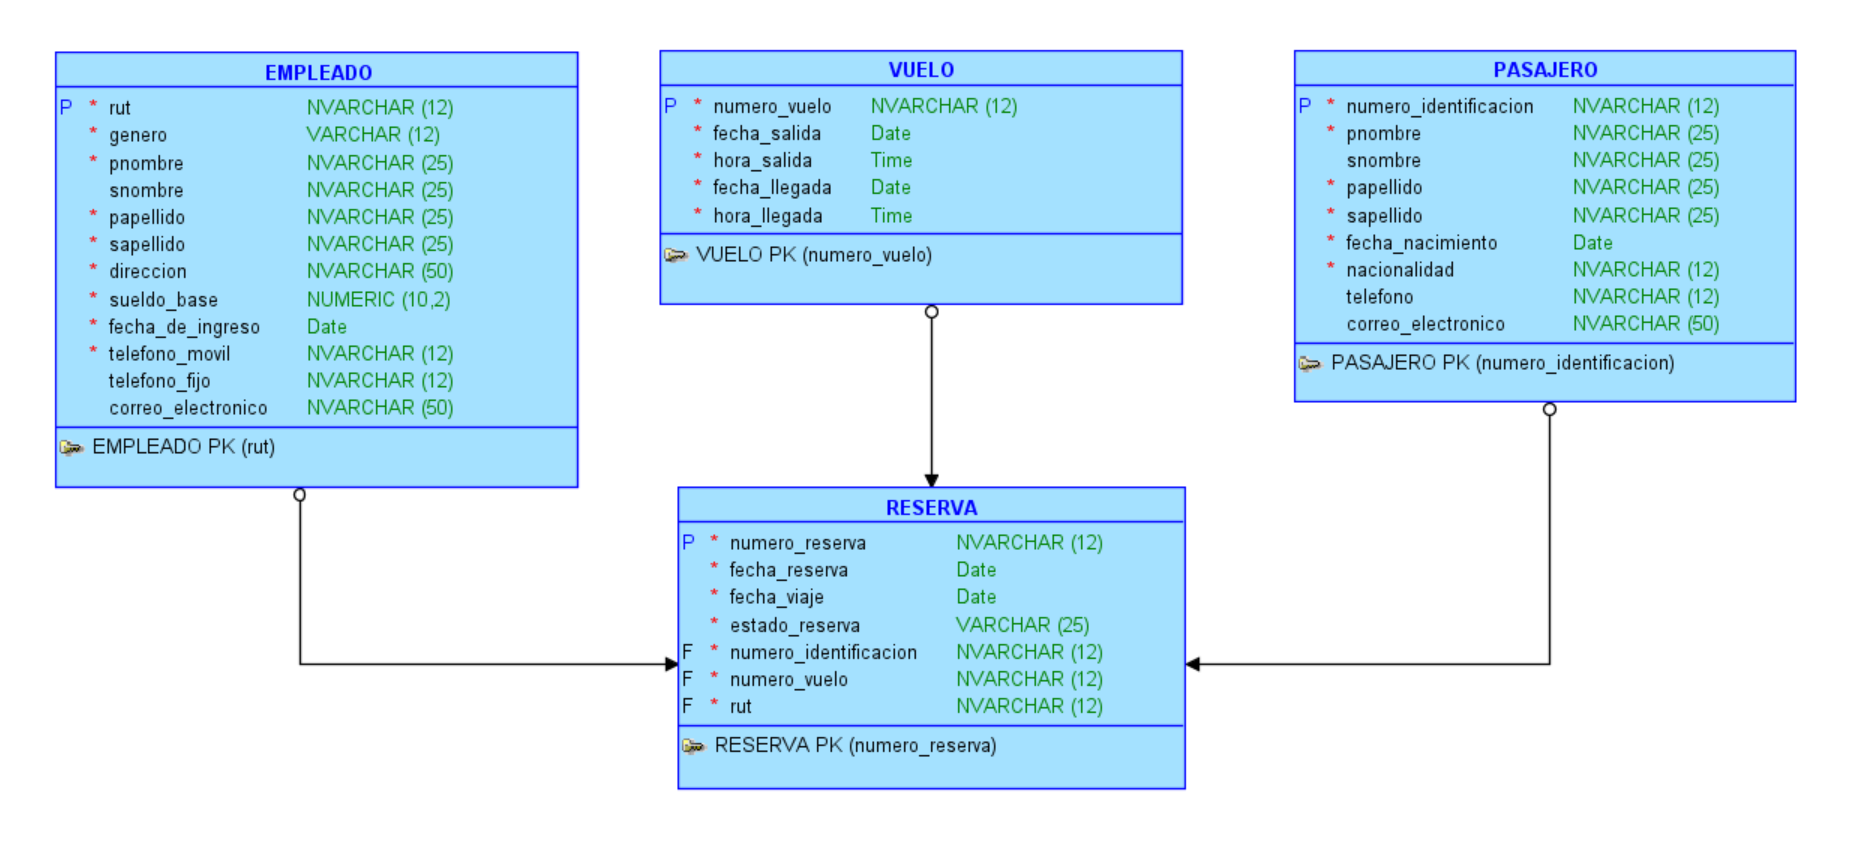 EMPLEADO
P * rut NVARCHAR (12)
* genero VARCHAR (12)
* pnombre NVARCHAR (25)
snombre NVARCHAR (25)
* papellido NVARCHAR (25)
* sapellido NVARCHAR (25)
* direccion NVARCHAR (50)
* sueldo_base NUMERIC (10,2)
* fecha_de_ingreso Date
* telefono_movil NVARCHAR (12)
telefono_fijo NVARCHAR (12)
correo_electronico NVARCHAR (50)
EMPLEADO PK (rut)
VUELO
P * numero_vuelo NVARCHAR (12)
* fecha_salida Date
* hora_salida Time
* fecha_llegada Date
* hora_llegada Time
VUELO PK (numero_vuelo)
PASAJERO
P * numero_identificacion NVARCHAR (12)
* pnombre NVARCHAR (25)
snombre NVARCHAR (25)
* papellido NVARCHAR (25)
* sapellido NVARCHAR (25)
* fecha_nacimiento Date
* nacionalidad NVARCHAR (12)
telefono NVARCHAR (12)
correo_electronico NVARCHAR (50)
PASAJERO PK (numero_identificacion)
RESERVA
P * numero_reserva NVARCHAR (12)
* fecha_reserva Date
* fecha_viaje Date
* estado_reserva VARCHAR (25)
F * numero_identificacion NVARCHAR (12)
F * numero_vuelo NVARCHAR (12)
F * rut NVARCHAR (12)
RESERVA PK (numero_reserva)